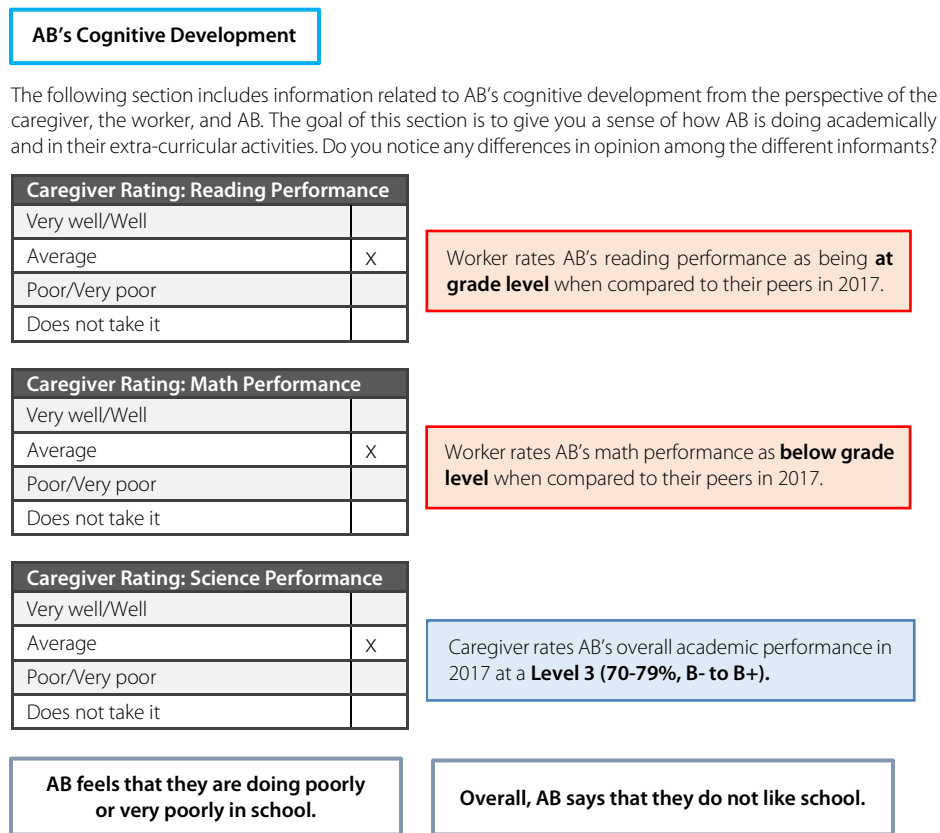 AB's Cognitive Development
The following section includes information related to AB's cognitive development from the perspective of the
caregiver, the worker, and AB. The goal of this section is to give you a sense of how AB is doing academically
and in their extra-curricular activities. Do you notice any differences in opinion among the different informants?
Caregiver Rating: Reading Performance
Very well/Well
Average X
Poor/Very poor
Does not take it
Worker rates AB's reading performance as being at
grade level when compared to their peers in 2017.
Caregiver Rating: Math Performance
Very well/Well
Average X
Poor/Very poor
Does not take it
Worker rates AB's math performance as below grade
level when compared to their peers in 2017.
Caregiver Rating: Science Performance
Very well/Well
Average X
Poor/Very poor
Does not take it
Caregiver rates AB's overall academic performance in
2017 at a Level 3 (70-79%, B- to B+).
AB feels that they are doing poorly
or very poorly in school.
Overall, AB says that they do not like school.